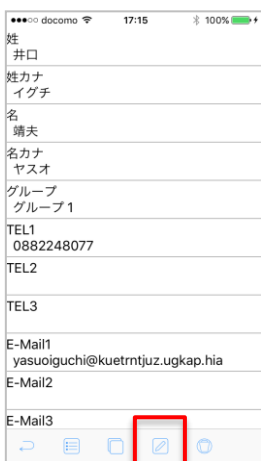 docomo 17:15 100%
姓
井口
姓カナ
イグチ
名
靖夫
名カナ
ヤスオ
グループ
グループ1
TEL1
0882248077
TEL2
TEL3
E-Mail1
yasuoiguchi@kuetrntjuz.ugkap.hia
E-Mail2
E-Mail3